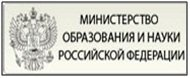 МИНИСТЕРСТВО
ОБРАЗОВАНИЯ И НАУКИ
РОССИЙСКОЙ ФЕДЕРАЦИИ